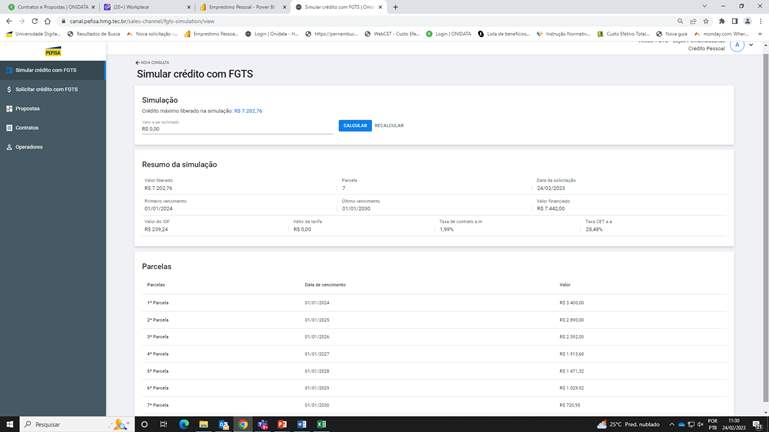 Contratos e Propostas | ONIDATA
(20+) Workplace
Emprestimo Pessoal - Power BI
Simular crédito com FGTS | ONIDATA
canal.pefisa.hmg.tec.br/sales-channel/fgts-simulation/view
Universidade Digita...
Resultados de Busca
Nova solicitação -...
Emprestimo Pesso...
Login | Onidata - H...
https://pernambuc...
WebCET - Custo Efe...
Login | ONIDATA
Lista de benefícios...
Instrução Normativ...
Custo Efetivo Total...
Nova guia
monday.com: When...
PEFISA
Crédito Pessoal
A
Simular crédito com FGTS
Solicitar crédito com FGTS
Propostas
Contratos
Operadores
NOVA CONSULTA
Simular crédito com FGTS
Simulação
Crédito máximo liberado na simulação: R$ 7.202,76
Valor a ser solicitado
R$ 0,00
CALCULAR
RECALCULAR
Resumo da simulação
Valor liberado
Parcela
Data da solicitação
R$ 7.202,76
7
24/02/2023
Primeiro vencimento
Último vencimento
Valor financiado
01/01/2024
01/01/2030
R$ 7.442,00
Valor do IOF
Valor da tarifa
Taxa de contrato a.m
Taxa CET a.a
R$ 239,24
R$ 0,00
1,99%
28,48%
Parcelas
Parcelas
Data de vencimento
Valor
1ª Parcela
01/01/2024
R$ 3.400,00
2ª Parcela
01/01/2025
R$ 2.890,00
3ª Parcela
01/01/2026
4ª Parcela
01/01/2027
R$ 1.913,60
5ª Parcela
01/01/2028
R$ 1.471,32
6ª Parcela
01/01/2029
R$ 1.029,92
7ª Parcela
01/01/2030
R$ 720,95
Pesquisar
25°C Pred. nublado
POR
PTB
11:30
24/02/2023